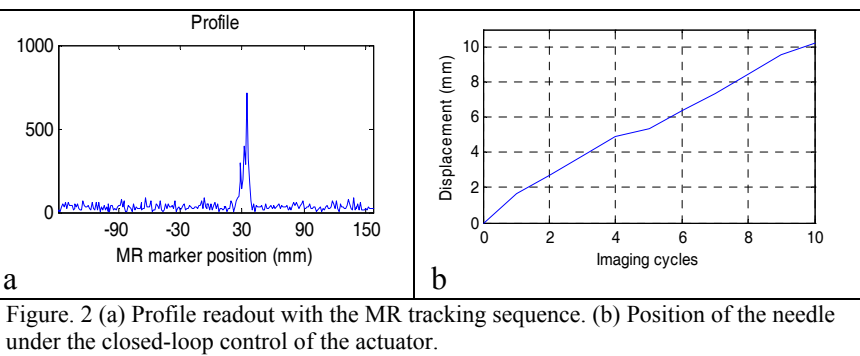 Profile
1000
500
0
-90 -30 30 90 150
MR marker position (mm)
a
10
8
6
4
2
0
Displacement (mm)
0 2 4 6 8 10
Imaging cycles
b
Figure. 2 (a) Profile readout with the MR tracking sequence. (b) Position of the needle
under the closed-loop control of the actuator.